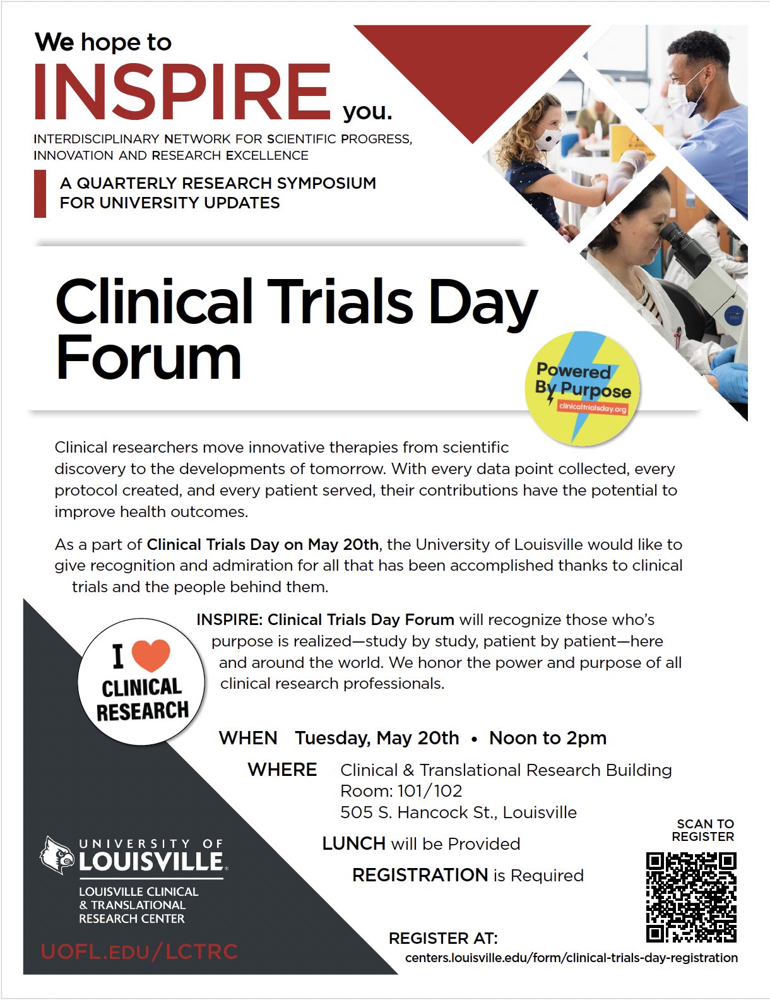 We hope to
INSPIRE you.
INTERDISCIPLINARY NETWORK FOR SCIENTIFIC PROGRESS,
INNOVATION AND RESEARCH EXCELLENCE
A QUARTERLY RESEARCH SYMPOSIUM
FOR UNIVERSITY UPDATES
Clinical Trials Day
Forum
Powered
By Purpose
clinicaltrialsday.org
Clinical researchers move innovative therapies from scientific
discovery to the developments of tomorrow. With every data point collected, every
protocol created, and every patient served, their contributions have the potential to
improve health outcomes.
As a part of Clinical Trials Day on May 20th, the University of Louisville would like to
give recognition and admiration for all that has been accomplished thanks to clinical
trials and the people behind them.
INSPIRE: Clinical Trials Day Forum will recognize those who's
purpose is realized—study by study, patient by patient—here
and around the world. We honor the power and purpose of all
clinical research professionals.
I
CLINICAL
RESEARCH
WHEN Tuesday, May 20th • Noon to 2pm
WHERE Clinical & Translational Research Building
Room: 101/102
505 S. Hancock St., Louisville
LUNCH will be Provided
REGISTRATION is Required
SCAN TO
REGISTER
UNIVERSITY OF
LOUISVILLE®
LOUISVILLE CLINICAL
& TRANSLATIONAL
RESEARCH CENTER
UOFL.EDU/LCTRC
REGISTER AT:
centers.louisville.edu/form/clinical-trials-day-registration